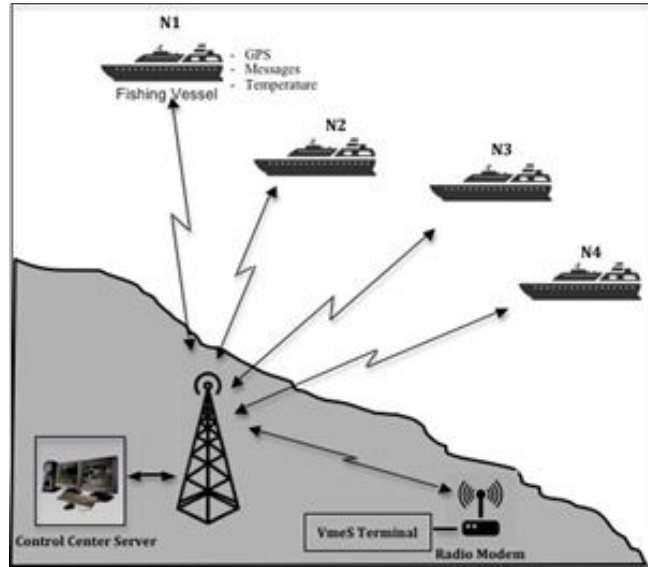 N1
- GPS
- Messages
- Temperature
Fishing Vessel
N2
N3
N4
Control Center Server
VmeS Terminal
Radio Modem